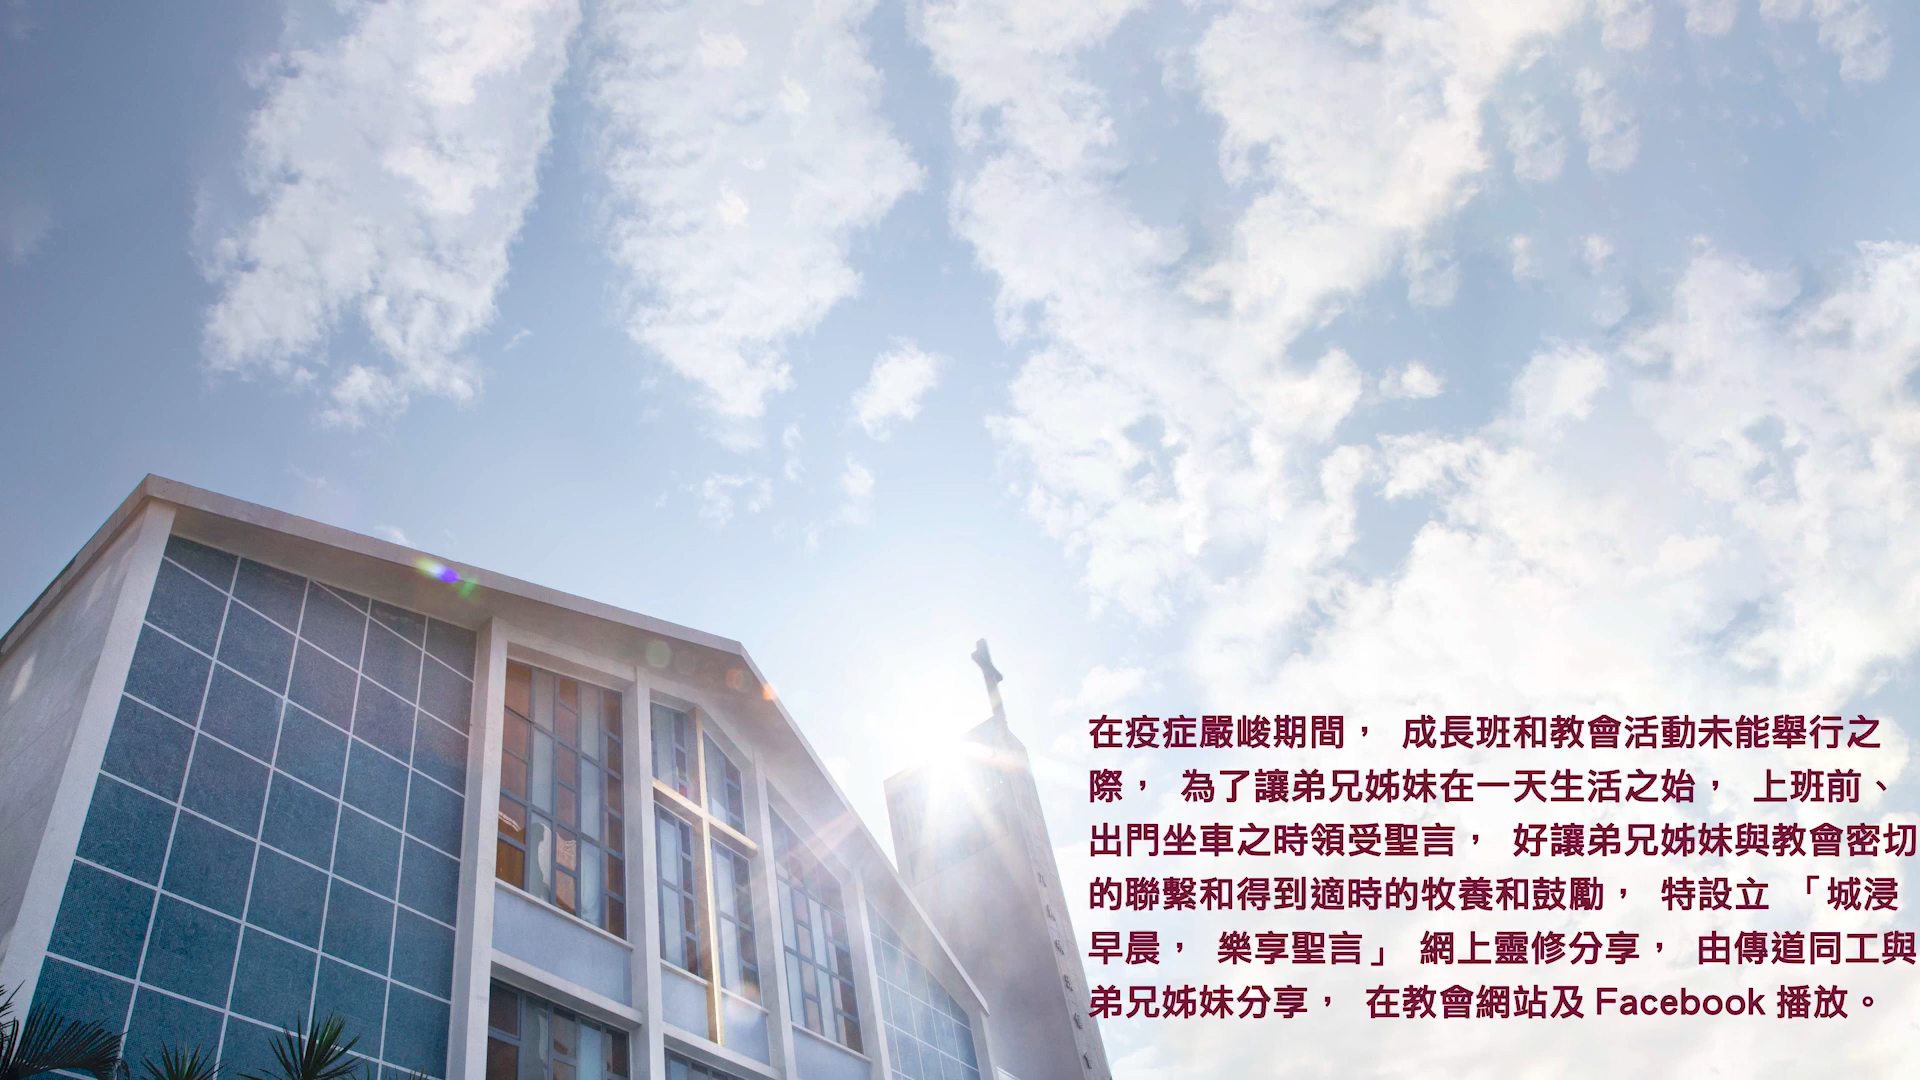 在疫症嚴峻期間， 成長班和教會活動未能舉行之
際， 為了讓弟兄姊妹在一天生活之始， 上班前、
出門坐車之時領受聖言， 好讓弟兄姊妹與教會密切
的聯繫和得到適時的牧養和鼓勵， 特設立 「城浸
早晨， 樂享聖言」 網上靈修分享， 由傳道同工與
弟兄姊妹分享， 在教會網站及 Facebook 播放。